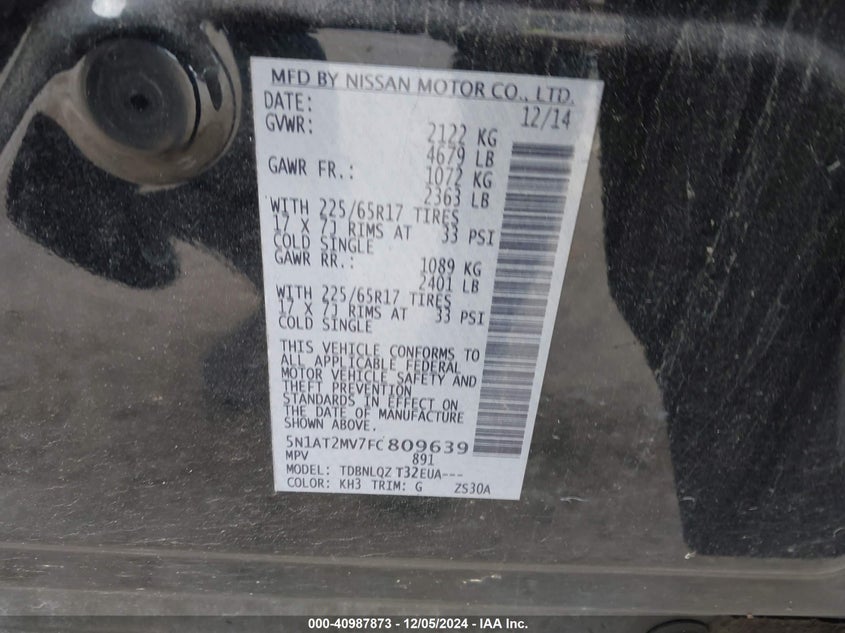 MFD BY NISSAN MOTOR CO., LTD.
DATE: 12/14
GVWR: 2122 KG
4679 LB
GAWR FR.: 1072 KG
2363 LB
WITH 225/65R17 TIRES
17 X 7J RIMS AT 33 PSI
COLD SINGLE
GAWR RR.: 1089 KG
2401 LB
WITH 225/65R17 TIRES
17 X 7J RIMS AT 33 PSI
COLD SINGLE
THIS VEHICLE CONFORMS TO
ALL APPLICABLE FEDERAL
MOTOR VEHICLE SAFETY AND
THEFT PREVENTION
STANDARDS IN EFFECT ON
THE DATE OF MANUFACTURE
SHOWN ABOVE.
5N1AT2MV7FC809639
MPV 891
MODEL: TDBNLQZ T32EUA---
COLOR: KH3 TRIM: G ZS30A
000-40987873 - 12/05/2024 - IAA Inc.